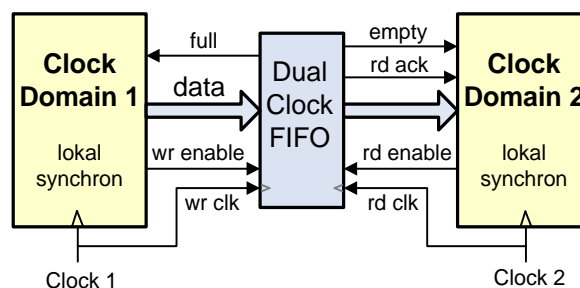 Clock
Domain 1
lokal
synchron
Clock 1
full
data
wr enable
wr clk
Dual
Clock
FIFO
empty
rd ack
rd enable
rd clk
Clock
Domain 2
lokal
synchron
Clock 2